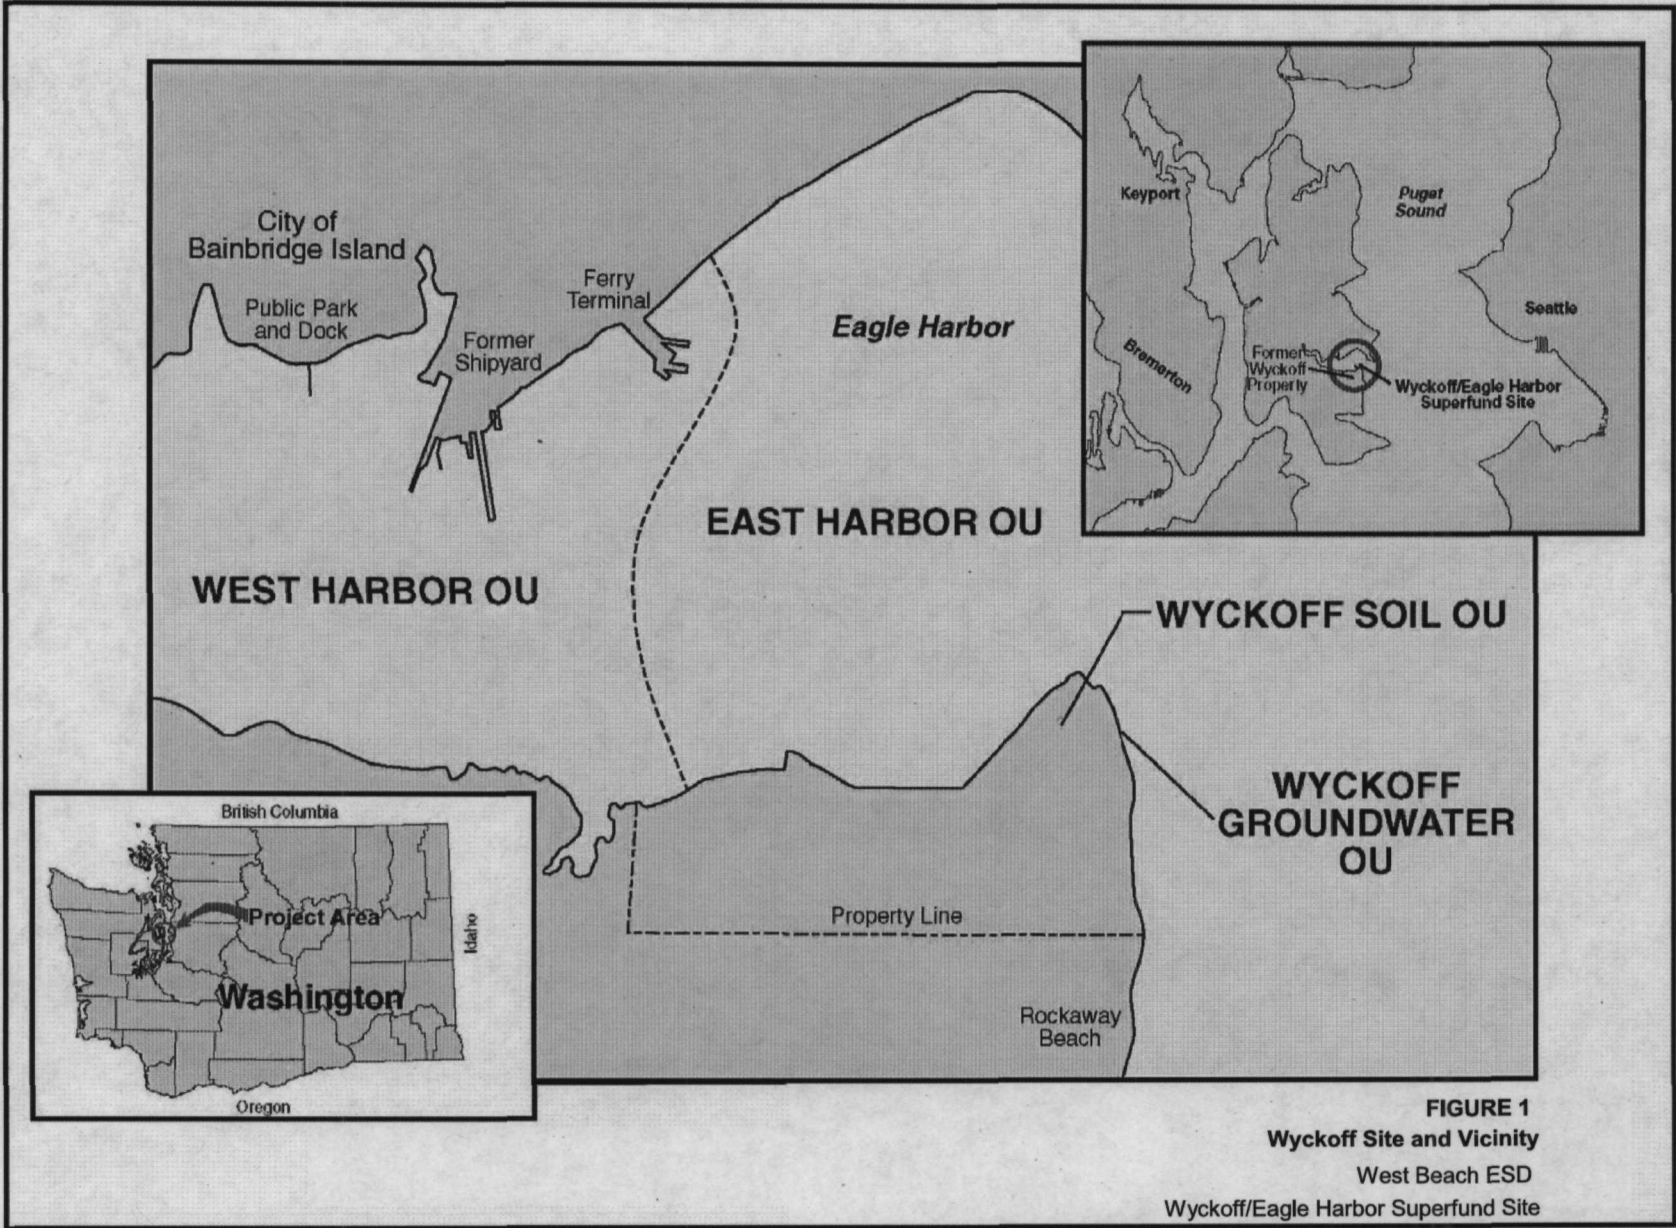 City of
Bainbridge Island
Public Park
and Dock
Former
Shipyard
Ferry
Terminal
Eagle Harbor
EAST HARBOR OU
WEST HARBOR OU
WYCKOFF SOIL OU
WYCKOFF
GROUNDWATER
OU
Property Line
Rockaway
Beach
Keyport
Puget
Sound
Seattle
Bremerton
Former
Wyckoff
Property
Wyckoff/Eagle Harbor
Superfund Site
British Columbia
Project Area
Idaho
Washington
Oregon
FIGURE 1
Wyckoff Site and Vicinity
West Beach ESD
Wyckoff/Eagle Harbor Superfund Site